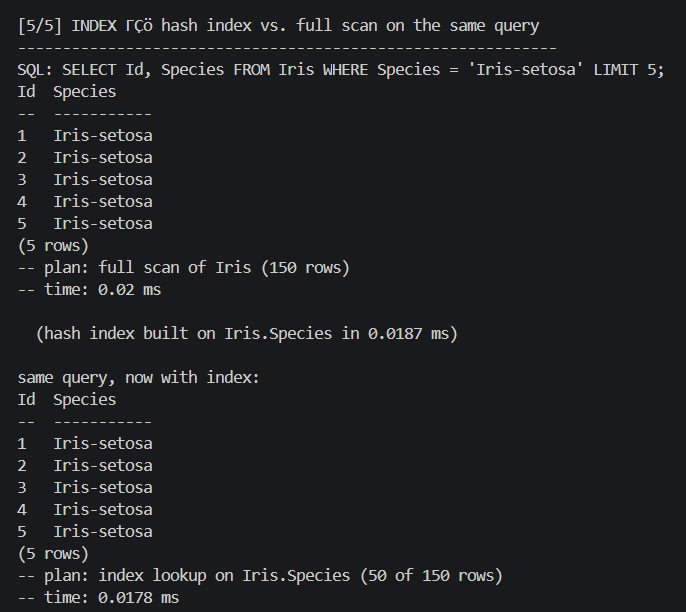 [5/5] INDEX ΓÇö hash index vs. full scan on the same query
------------------------------------------------------------
SQL: SELECT Id, Species FROM Iris WHERE Species = 'Iris-setosa' LIMIT 5;
Id  Species
--  -----------
1   Iris-setosa
2   Iris-setosa
3   Iris-setosa
4   Iris-setosa
5   Iris-setosa
(5 rows)
-- plan: full scan of Iris (150 rows)
-- time: 0.02 ms
(hash index built on Iris.Species in 0.0187 ms)
same query, now with index:
Id  Species
--  -----------
1   Iris-setosa
2   Iris-setosa
3   Iris-setosa
4   Iris-setosa
5   Iris-setosa
(5 rows)
-- plan: index lookup on Iris.Species (50 of 150 rows)
-- time: 0.0178 ms